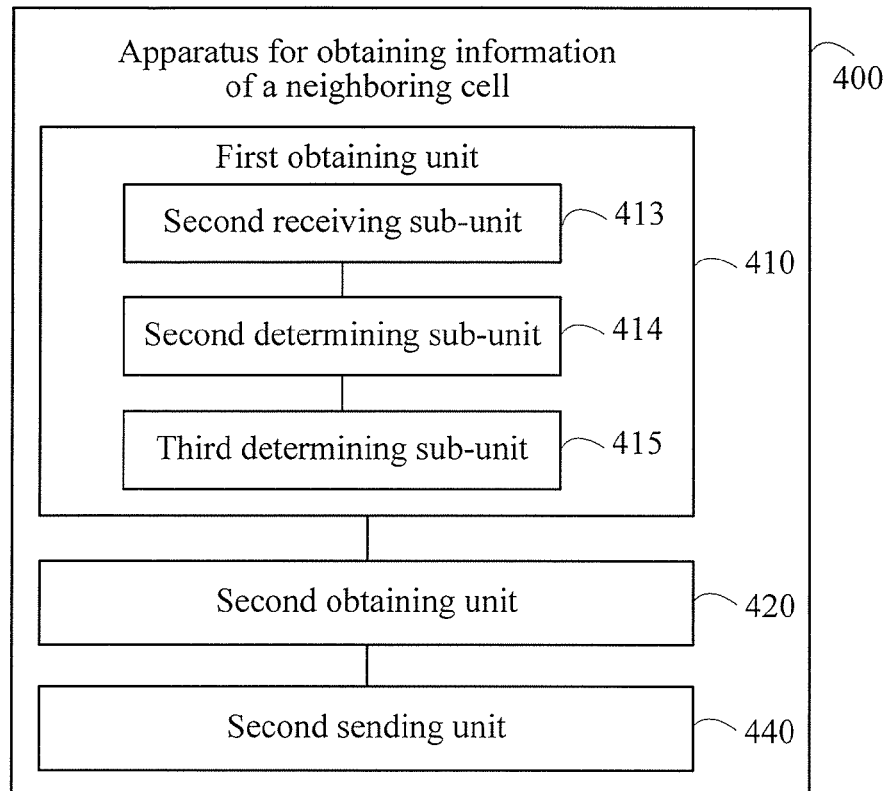 Apparatus for obtaining information
of a neighboring cell
400
First obtaining unit
Second receiving sub-unit
413
410
Second determining sub-unit
414
Third determining sub-unit
415
Second obtaining unit
420
Second sending unit
440